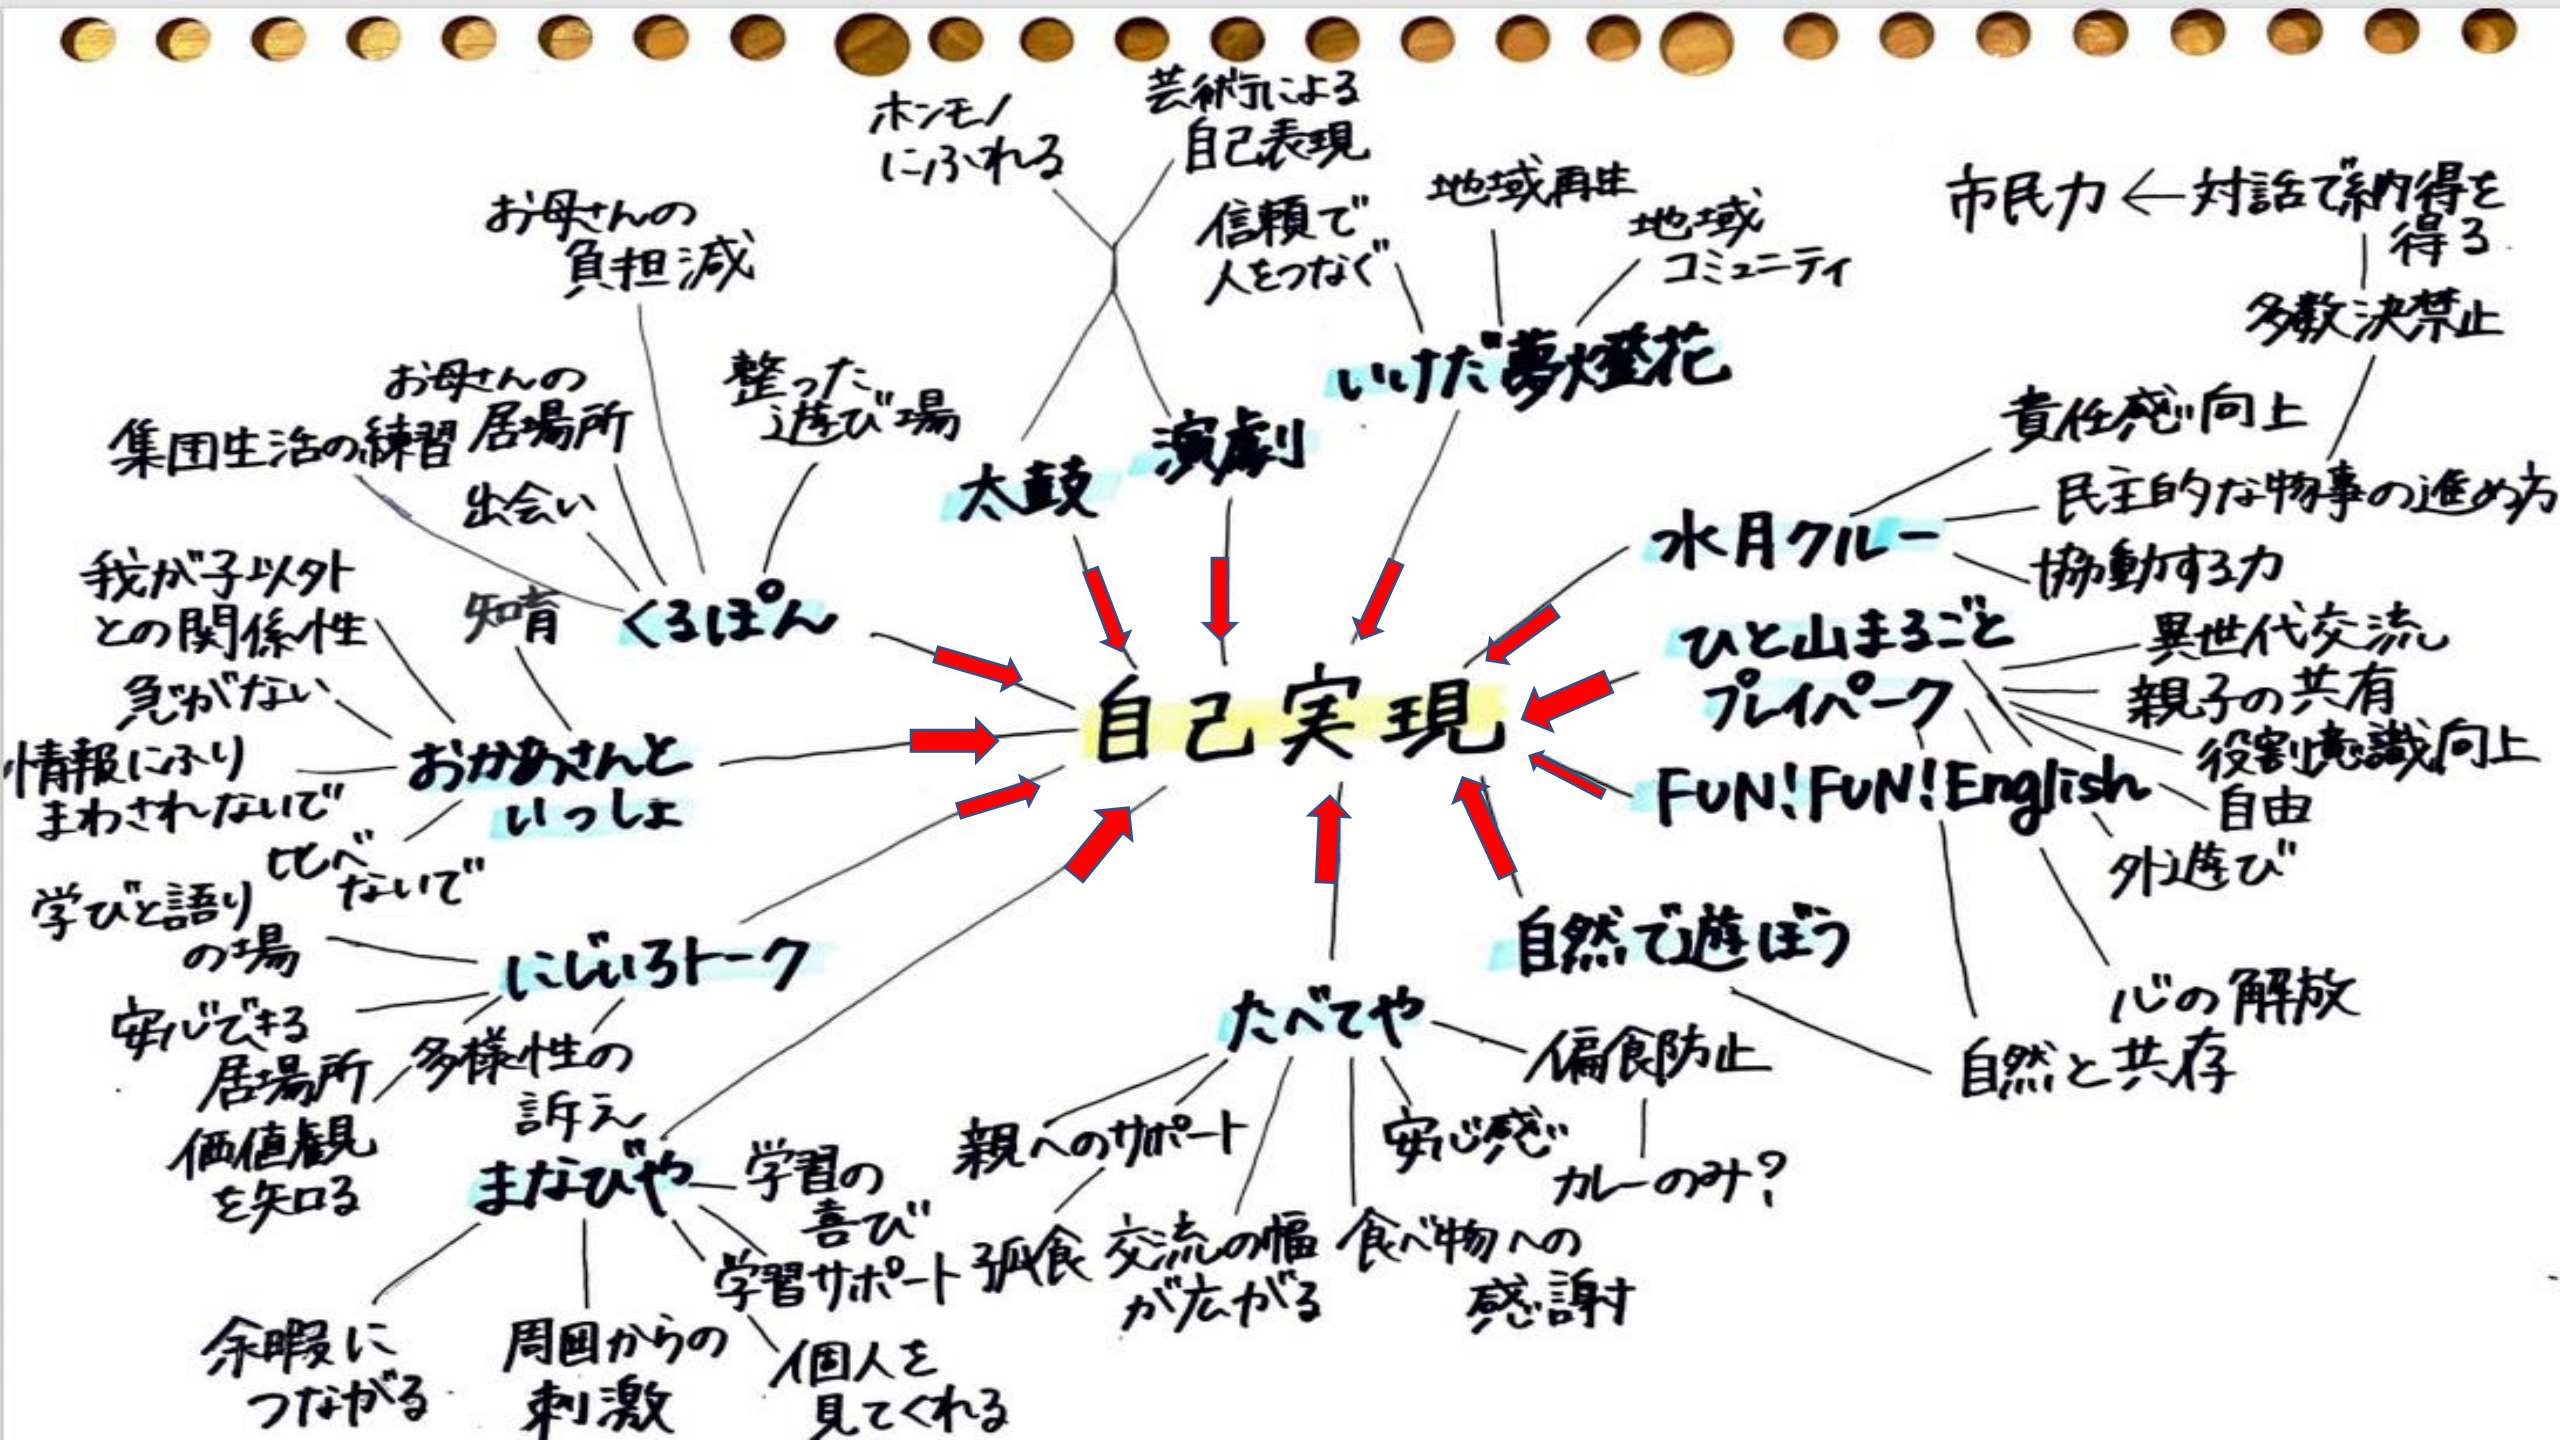 ホンモノ
にふれる
芸術による
自己表現
信頼で
人をつなぐ
地域再生
地域
コミュニティ
市民力←対話で納得を
得る
多数決禁止
お母さんの
負担減
お母さんの
居場所
整った
遊び場
集団生活の練習
出会い
太鼓
演劇
いけだ夢燈花
責任感向上
民主的な物事の進め方
水月クルー
協働する力
我が子以外
との関係性
知育
くるぽん
急がない
情報にふり
まわされないで
おかあさんと
いっしょ
比べ
ないで
自己実現
ひと山まるごと
プレイパーク
異世代交流
親子の共有
役割意識向上
自由
外遊び
FUN!FUN!English
心の解放
自然と共存
自然で遊ぼう
学びと語り
の場
にじいろトーク
安心できる
居場所
多様性の
訴え
価値観
を知る
まなびや
学習の
喜び
学習サポート
余暇に
つながる
周囲からの
刺激
個人を
見てくれる
たべてや
偏食防止
カレーのみ?
安心感
親へのサポート
孤食
交流の幅
が広がる
食べ物への
感謝